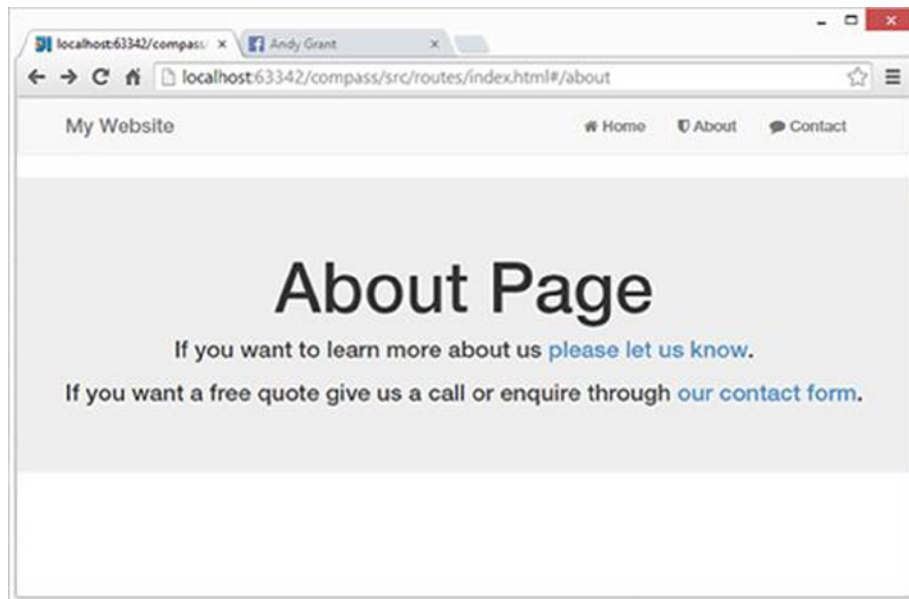 localhost:63342/compass/
Andy Grant
localhost:63342/compass/src/routes/index.html#/about
My Website
Home
About
Contact
About Page
If you want to learn more about us please let us know.
If you want a free quote give us a call or enquire through our contact form.